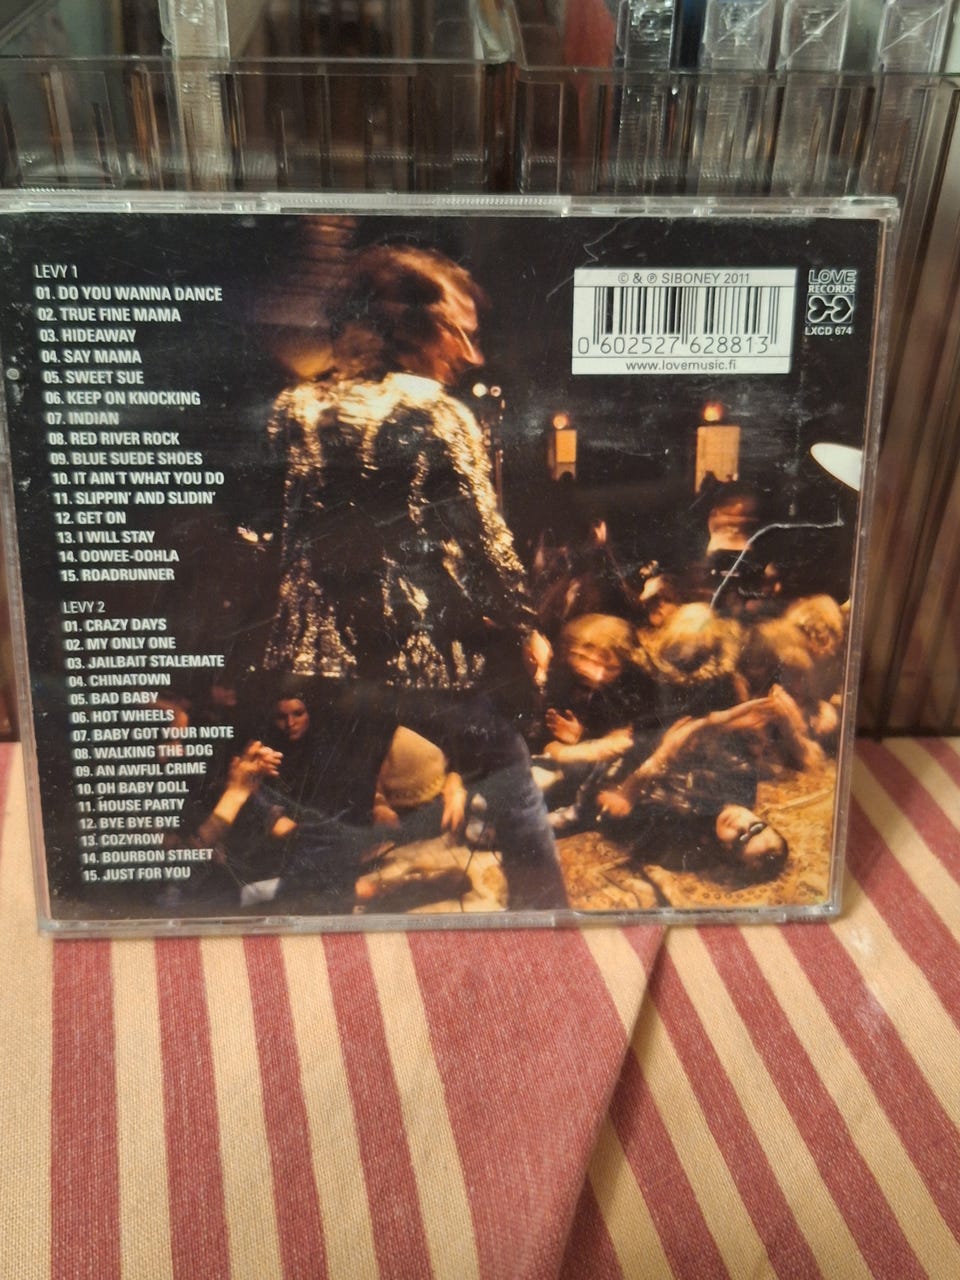 LEVY 1
01. DO YOU WANNA DANCE
02. TRUE FINE MAMA
03. HIDEAWAY
04. SAY MAMA
05. SWEET SUE
06. KEEP ON KNOCKING
07. INDIAN
08. RED RIVER ROCK
09. BLUE SUEDE SHOES
10. IT AIN'T WHAT YOU DO
11. SLIPPIN' AND SLIDIN'
12. GET ON
13. I WILL STAY
14. OOWEE-OOHLA
15. ROADRUNNER
LEVY 2
01. CRAZY DAYS
02. MY ONLY ONE
03. JAILBAIT STALEMATE
04. CHINATOWN
05. BAD BABY
06. HOT WHEELS
07. BABY GOT YOUR NOTE
08. WALKING THE DOG
09. AN AWFUL CRIME
10. OH BABY DOLL
11. HOUSE PARTY
12. BYE BYE BYE
13. COZYROW
14. BOURBON STREET
15. JUST FOR YOU
© & ℗ SIBONEY 2011
0 602527 628813
www.lovemusic.fi
LOVE
RECORDS
LXCD 674